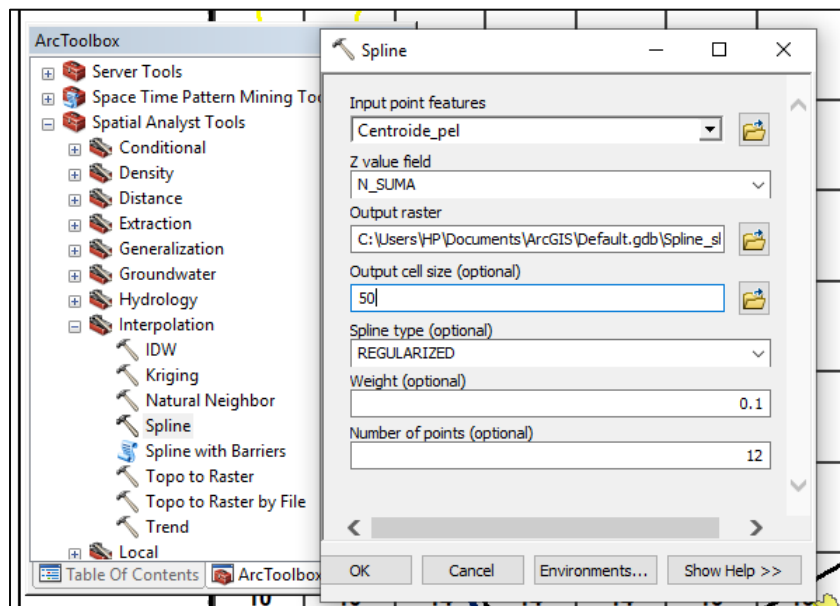 ArcToolbox
Server Tools
Space Time Pattern Mining Too
Spatial Analyst Tools
Conditional
Density
Distance
Extraction
Generalization
Groundwater
Hydrology
Interpolation
IDW
Kriging
Natural Neighbor
Spline
Spline with Barriers
Topo to Raster
Topo to Raster by File
Trend
Local
Table Of Contents
ArcToolbox
Spline
Input point features
Centroide_pel
Z value field
N_SUMA
Output raster
C:\Users\HP\Documents\ArcGIS\Default.gdb\Spline_sl
Output cell size (optional)
50
Spline type (optional)
REGULARIZED
Weight (optional)
0.1
Number of points (optional)
12
OK
Cancel
Environments...
Show Help >>